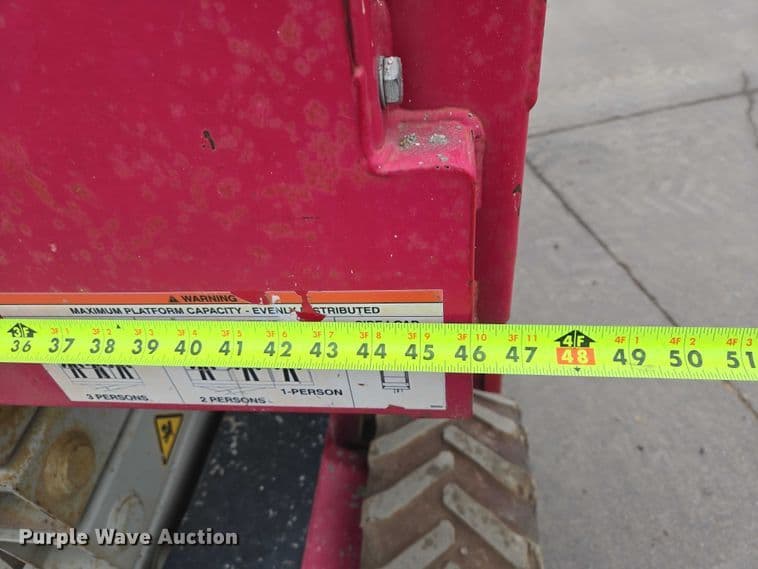 WARNING
MAXIMUM PLATFORM CAPACITY - EVENLY DISTRIBUTED
3F 3F 1 3F 2 3F 3 3F 4 3F 5 3F 6 3F 7 3F 8 3F 9 3F 10 3F 11 4F 4F 1 4F 2 4F 3
36 37 38 39 40 41 42 43 44 45 46 47 48 49 50 51
3 PERSONS 2 PERSONS 1-PERSON
Purple Wave Auction